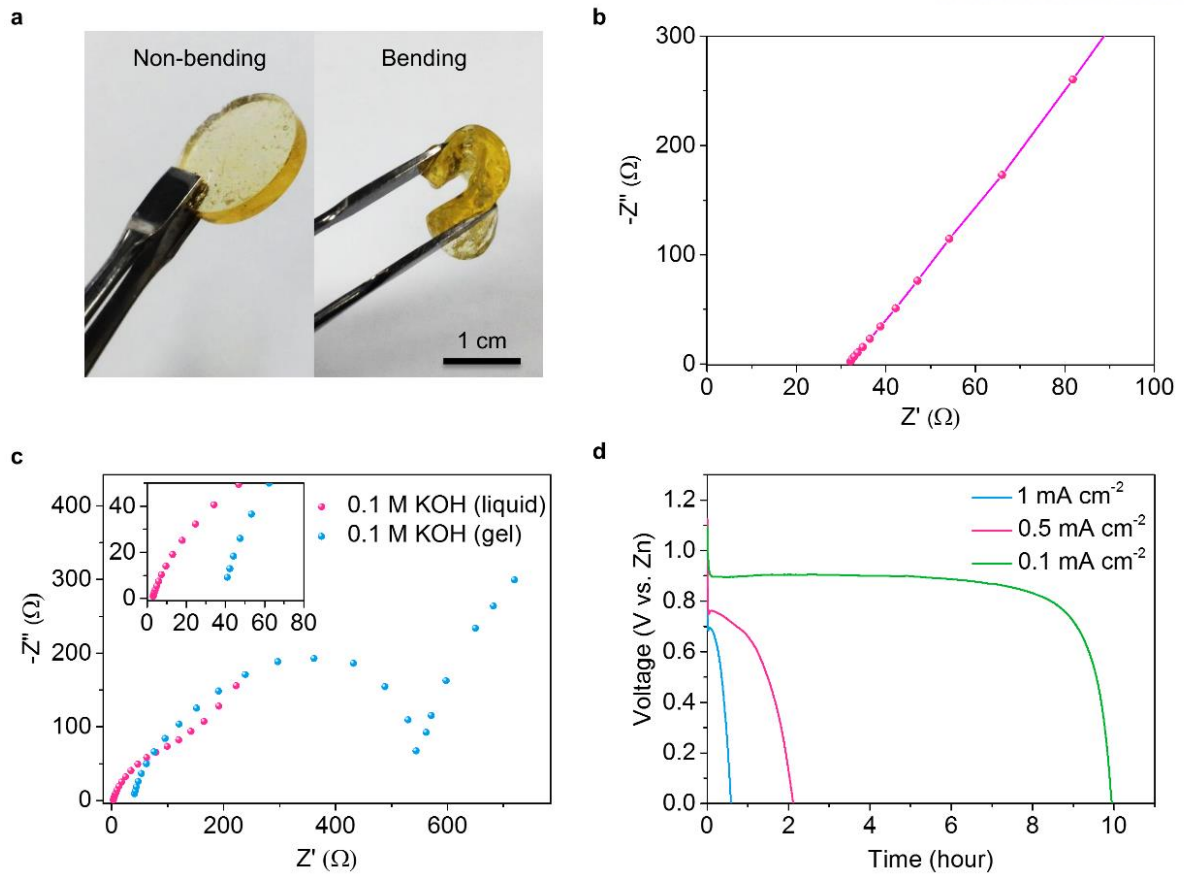 a
Non-bending
Bending
1 cm
b
300
200
100
0
-Z'' (Ω)
0 20 40 60 80 100
Z' (Ω)
c
400
300
200
100
0
-Z'' (Ω)
40
20
0
0 20 40 60 80
0.1 M KOH (liquid)
0.1 M KOH (gel)
0 200 400 600
Z' (Ω)
d
1.2
1.0
0.8
0.6
0.4
0.2
0.0
Voltage (V vs. Zn)
1 mA cm⁻²
0.5 mA cm⁻²
0.1 mA cm⁻²
0 2 4 6 8 10
Time (hour)